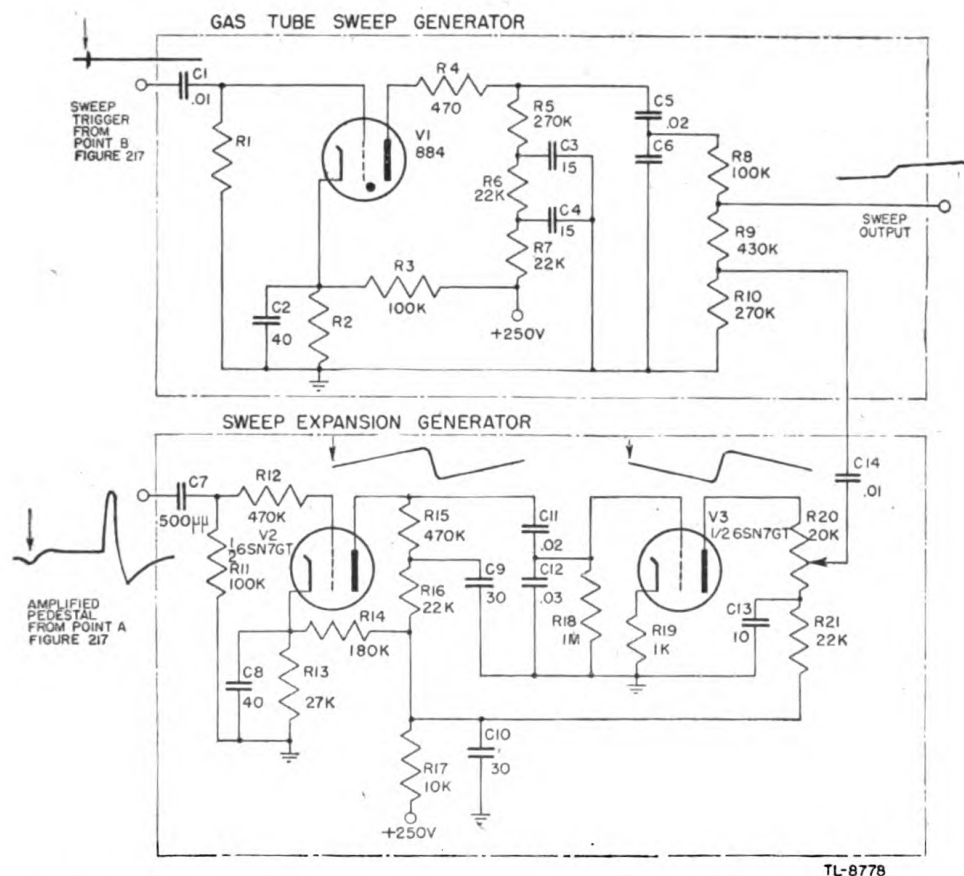 GAS TUBE SWEEP GENERATOR
C1
.01
SWEEP
TRIGGER
FROM
POINT B
FIGURE 217
R1
V1
884
R4
470
R5
270K
C3
15
R6
22K
C4
15
R7
22K
C5
.02
C6
R8
100K
SWEEP
OUTPUT
R9
430K
R10
270K
R3
100K
C2
40
R2
+250V
SWEEP EXPANSION GENERATOR
C7
500µµ
R12
470K
V2
1/2 6SN7GT
R11
100K
AMPLIFIED
PEDESTAL
FROM POINT A
FIGURE 217
R15
470K
R16
22K
R14
180K
C8
40
R13
27K
C9
30
C11
.02
C12
.03
R18
1M
V3
1/2 6SN7GT
R19
1K
C14
.01
R20
20K
C13
10
R21
22K
R17
10K
C10
30
+250V
TL-8778